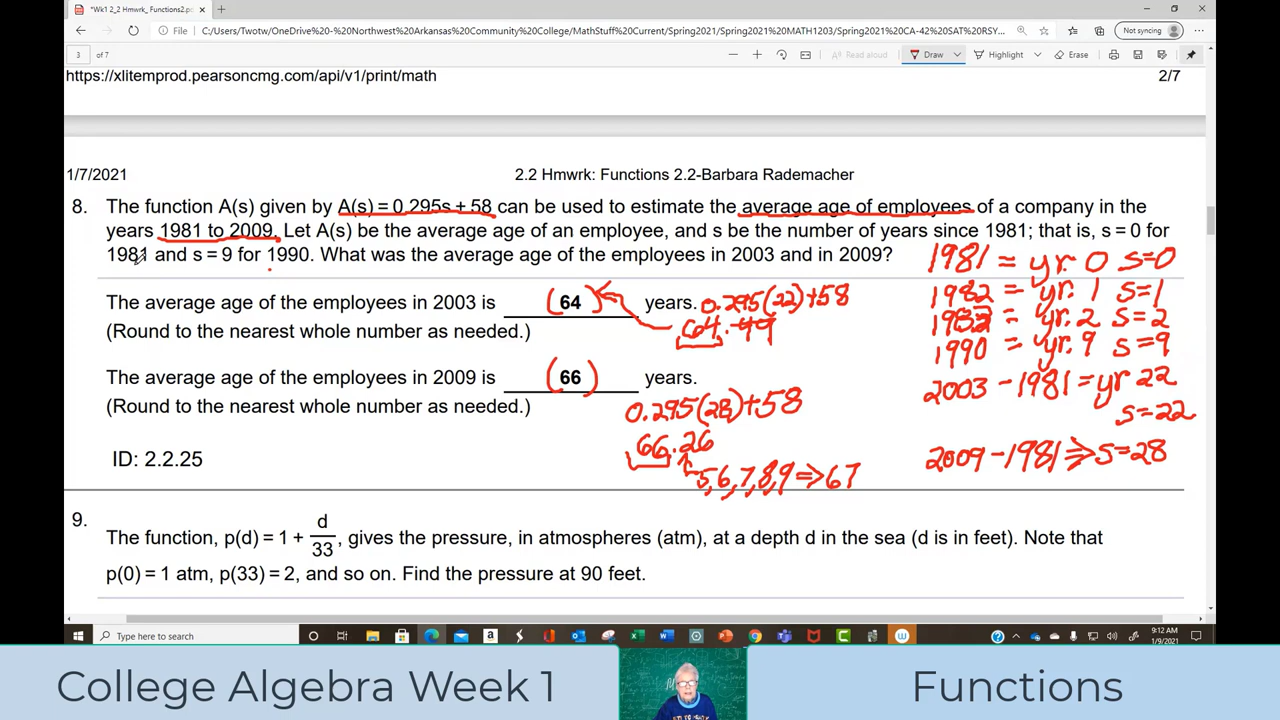 *Wk1 2_2 Hmwrk_ Functions2.pc
File
C:/Users/Twotw/OneDrive%20-%20Northwest%20Arkansas%20Community%20College/MathStuff%20Current/Spring2021/Spring2021%20MATH1203/Spring2021%20CA-42%20SAT%20RSY...
Not syncing
3 of 7
Read aloud
Draw
Highlight
Erase
https://xlitemprod.pearsoncmg.com/api/v1/print/math 2/7
1/7/2021 2.2 Hmwrk: Functions 2.2-Barbara Rademacher
8. The function A(s) given by A(s) = 0.295s + 58 can be used to estimate the average age of employees of a company in the
years 1981 to 2009. Let A(s) be the average age of an employee, and s be the number of years since 1981; that is, s = 0 for
1981 and s = 9 for 1990. What was the average age of the employees in 2003 and in 2009?
1981 = yr. 0 s=0
1982 = yr. 1 s=1
1983 = yr. 2 s=2
1990 = yr. 9 s=9
2003 - 1981 = yr 22
s=22
2009 - 1981 => s=28
The average age of the employees in 2003 is (64) years.
(Round to the nearest whole number as needed.)
0.295(22)+58
64.49
The average age of the employees in 2009 is (66) years.
(Round to the nearest whole number as needed.)
0.295(28)+58
66.26
5,6,7,8,9 => 67
ID: 2.2.25
9. The function, p(d) = 1 + d/33, gives the pressure, in atmospheres (atm), at a depth d in the sea (d is in feet). Note that
p(0) = 1 atm, p(33) = 2, and so on. Find the pressure at 90 feet.
Type here to search
9:12 AM
1/9/2021
College Algebra Week 1
Functions